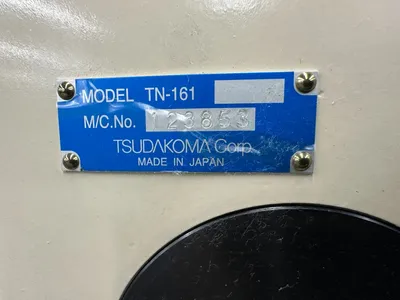 MODEL TN-161
M/C.No. 123853
TSUDAKOMA Corp.
MADE IN JAPAN